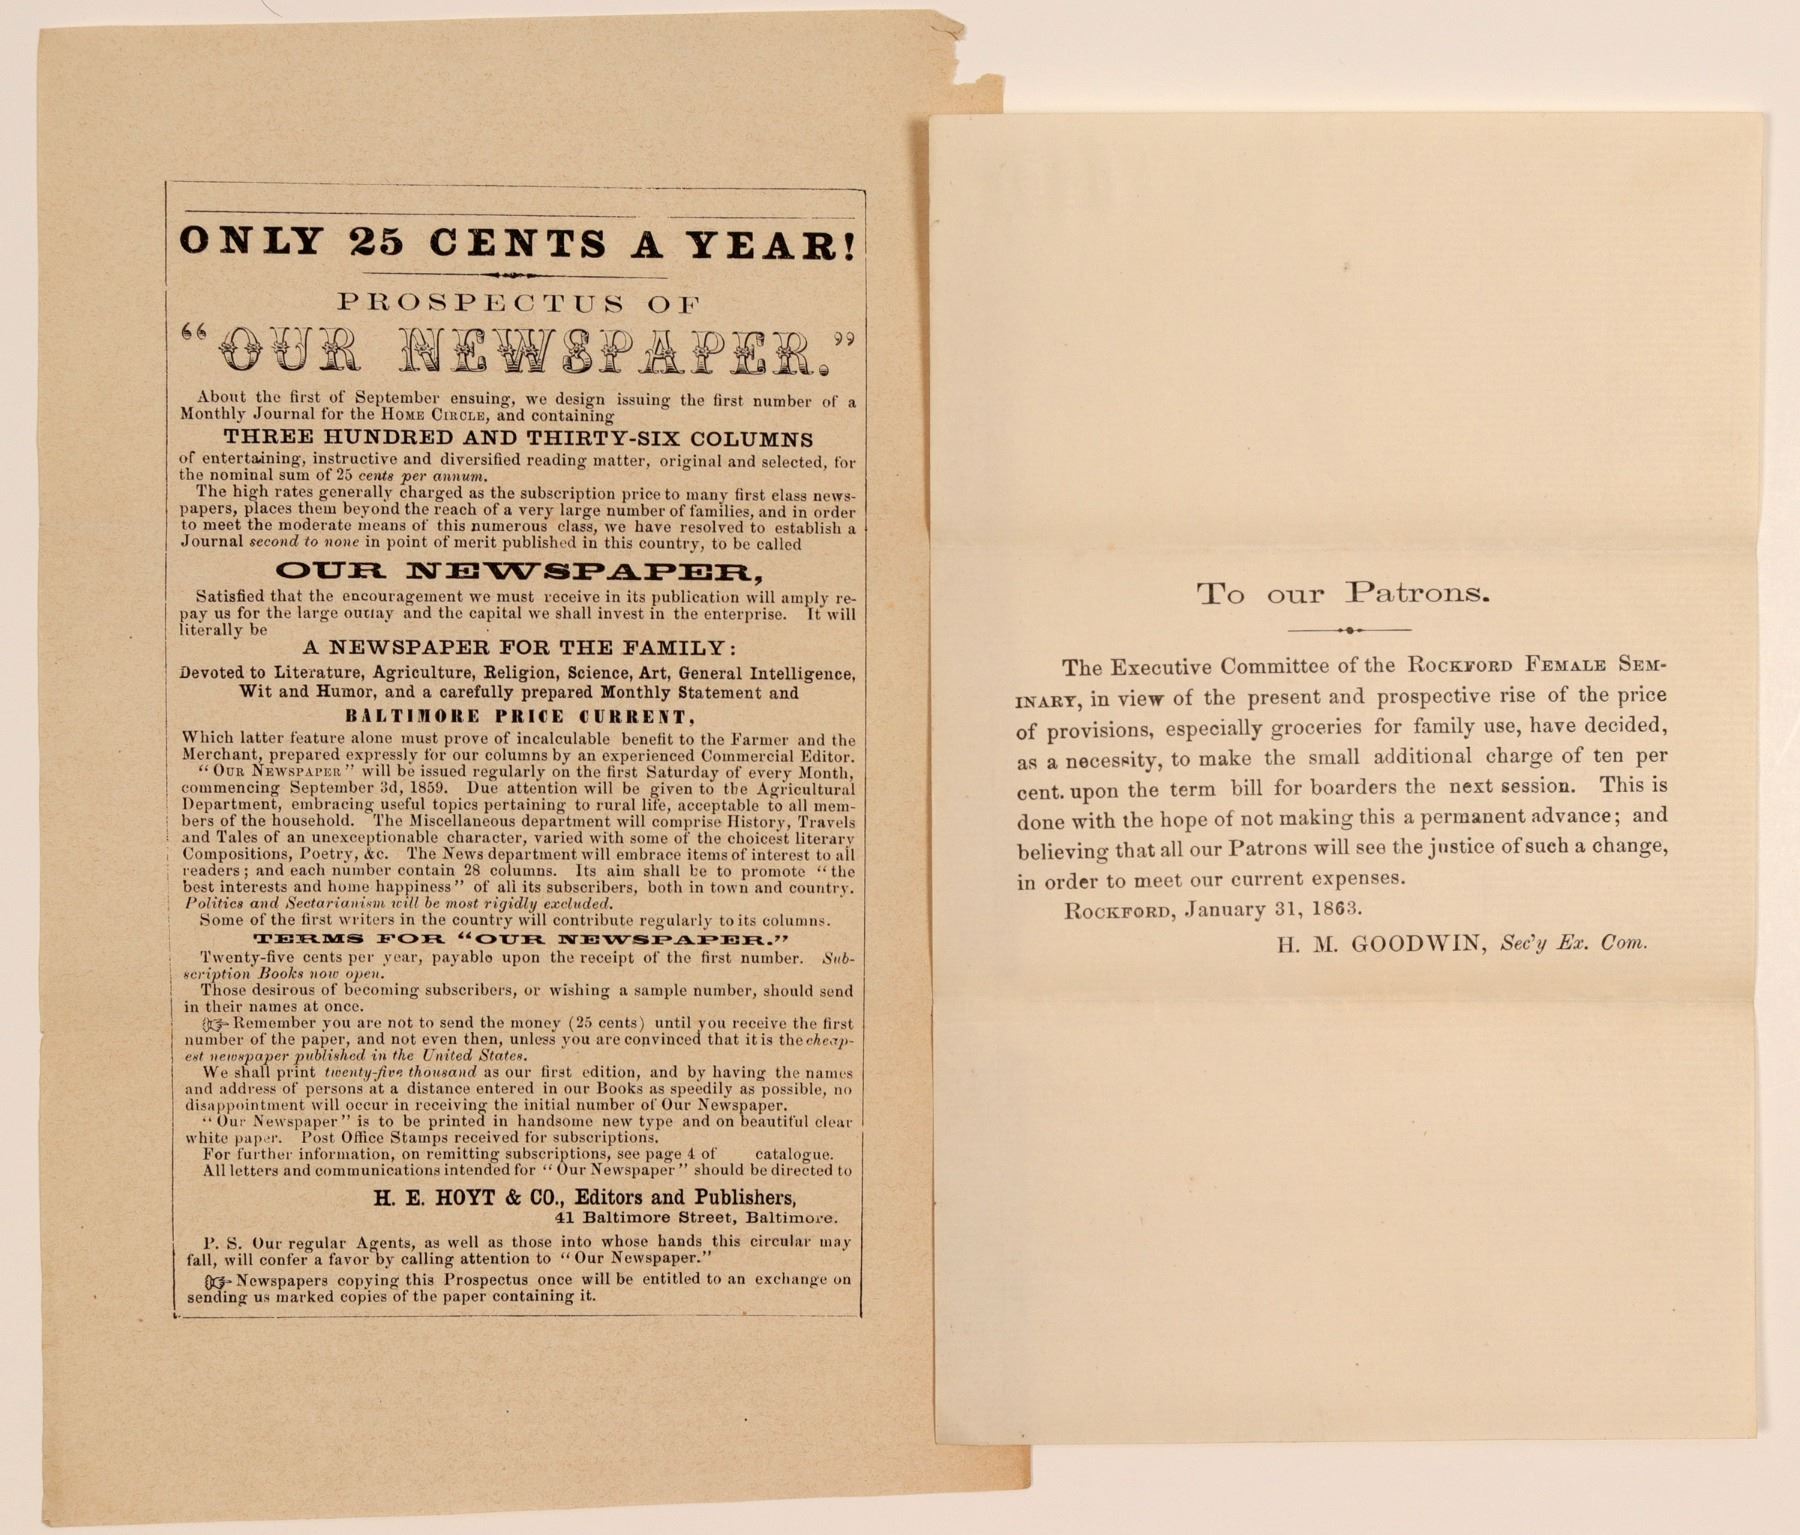 ONLY 25 CENTS A YEAR!
PROSPECTUS OF
“OUR NEWSPAPER.”
About the first of September ensuing, we design issuing the first number of a
Monthly Journal for the HOME CIRCLE, and containing
THREE HUNDRED AND THIRTY-SIX COLUMNS
of entertaining, instructive and diversified reading matter, original and selected, for
the nominal sum of 25 cents per annum.
The high rates generally charged as the subscription price to many first class news-
papers, places them beyond the reach of a very large number of families, and in order
to meet the moderate means of this numerous class, we have resolved to establish a
Journal second to none in point of merit published in this country, to be called
OUR NEWSPAPER,
Satisfied that the encouragement we must receive in its publication will amply re-
pay us for the large outlay and the capital we shall invest in the enterprise. It will
literally be
A NEWSPAPER FOR THE FAMILY:
Devoted to Literature, Agriculture, Religion, Science, Art, General Intelligence,
Wit and Humor, and a carefully prepared Monthly Statement and
BALTIMORE PRICE CURRENT,
Which latter feature alone must prove of incalculable benefit to the Farmer and the
Merchant, prepared expressly for our columns by an experienced Commercial Editor.
“OUR NEWSPAPER” will be issued regularly on the first Saturday of every Month,
commencing September 3d, 1859. Due attention will be given to the Agricultural
Department, embracing useful topics pertaining to rural life, acceptable to all mem-
bers of the household. The Miscellaneous department will comprise History, Travels
and Tales of an unexceptionable character, varied with some of the choicest literary
Compositions, Poetry, &c. The News department will embrace items of interest to all
readers; and each number contain 28 columns. Its aim shall be to promote “the
best interests and home happiness” of all its subscribers, both in town and country.
Politics and Sectarianism will be most rigidly excluded.
Some of the first writers in the country will contribute regularly to its columns.
TERMS FOR “OUR NEWSPAPER.”
Twenty-five cents per year, payable upon the receipt of the first number. Sub-
scription Books now open.
Those desirous of becoming subscribers, or wishing a sample number, should send
in their names at once.
☞ Remember you are not to send the money (25 cents) until you receive the first
number of the paper, and not even then, unless you are convinced that it is the cheap-
est newspaper published in the United States.
We shall print twenty-five thousand as our first edition, and by having the names
and address of persons at a distance entered in our Books as speedily as possible, no
disappointment will occur in receiving the initial number of Our Newspaper.
“Our Newspaper” is to be printed in handsome new type and on beautiful clear
white paper. Post Office Stamps received for subscriptions.
For further information, on remitting subscriptions, see page 4 of catalogue.
All letters and communications intended for “Our Newspaper” should be directed to
H. E. HOYT & CO., Editors and Publishers,
41 Baltimore Street, Baltimore.
P. S. Our regular Agents, as well as those into whose hands this circular may
fall, will confer a favor by calling attention to “Our Newspaper.”
☞ Newspapers copying this Prospectus once will be entitled to an exchange on
sending us marked copies of the paper containing it.
To our Patrons.
The Executive Committee of the ROCKFORD FEMALE SEM-
INARY, in view of the present and prospective rise of the price
of provisions, especially groceries for family use, have decided,
as a necessity, to make the small additional charge of ten per
cent. upon the term bill for boarders the next session. This is
done with the hope of not making this a permanent advance; and
believing that all our Patrons will see the justice of such a change,
in order to meet our current expenses.
ROCKFORD, January 31, 1863.
H. M. GOODWIN, Sec'y Ex. Com.